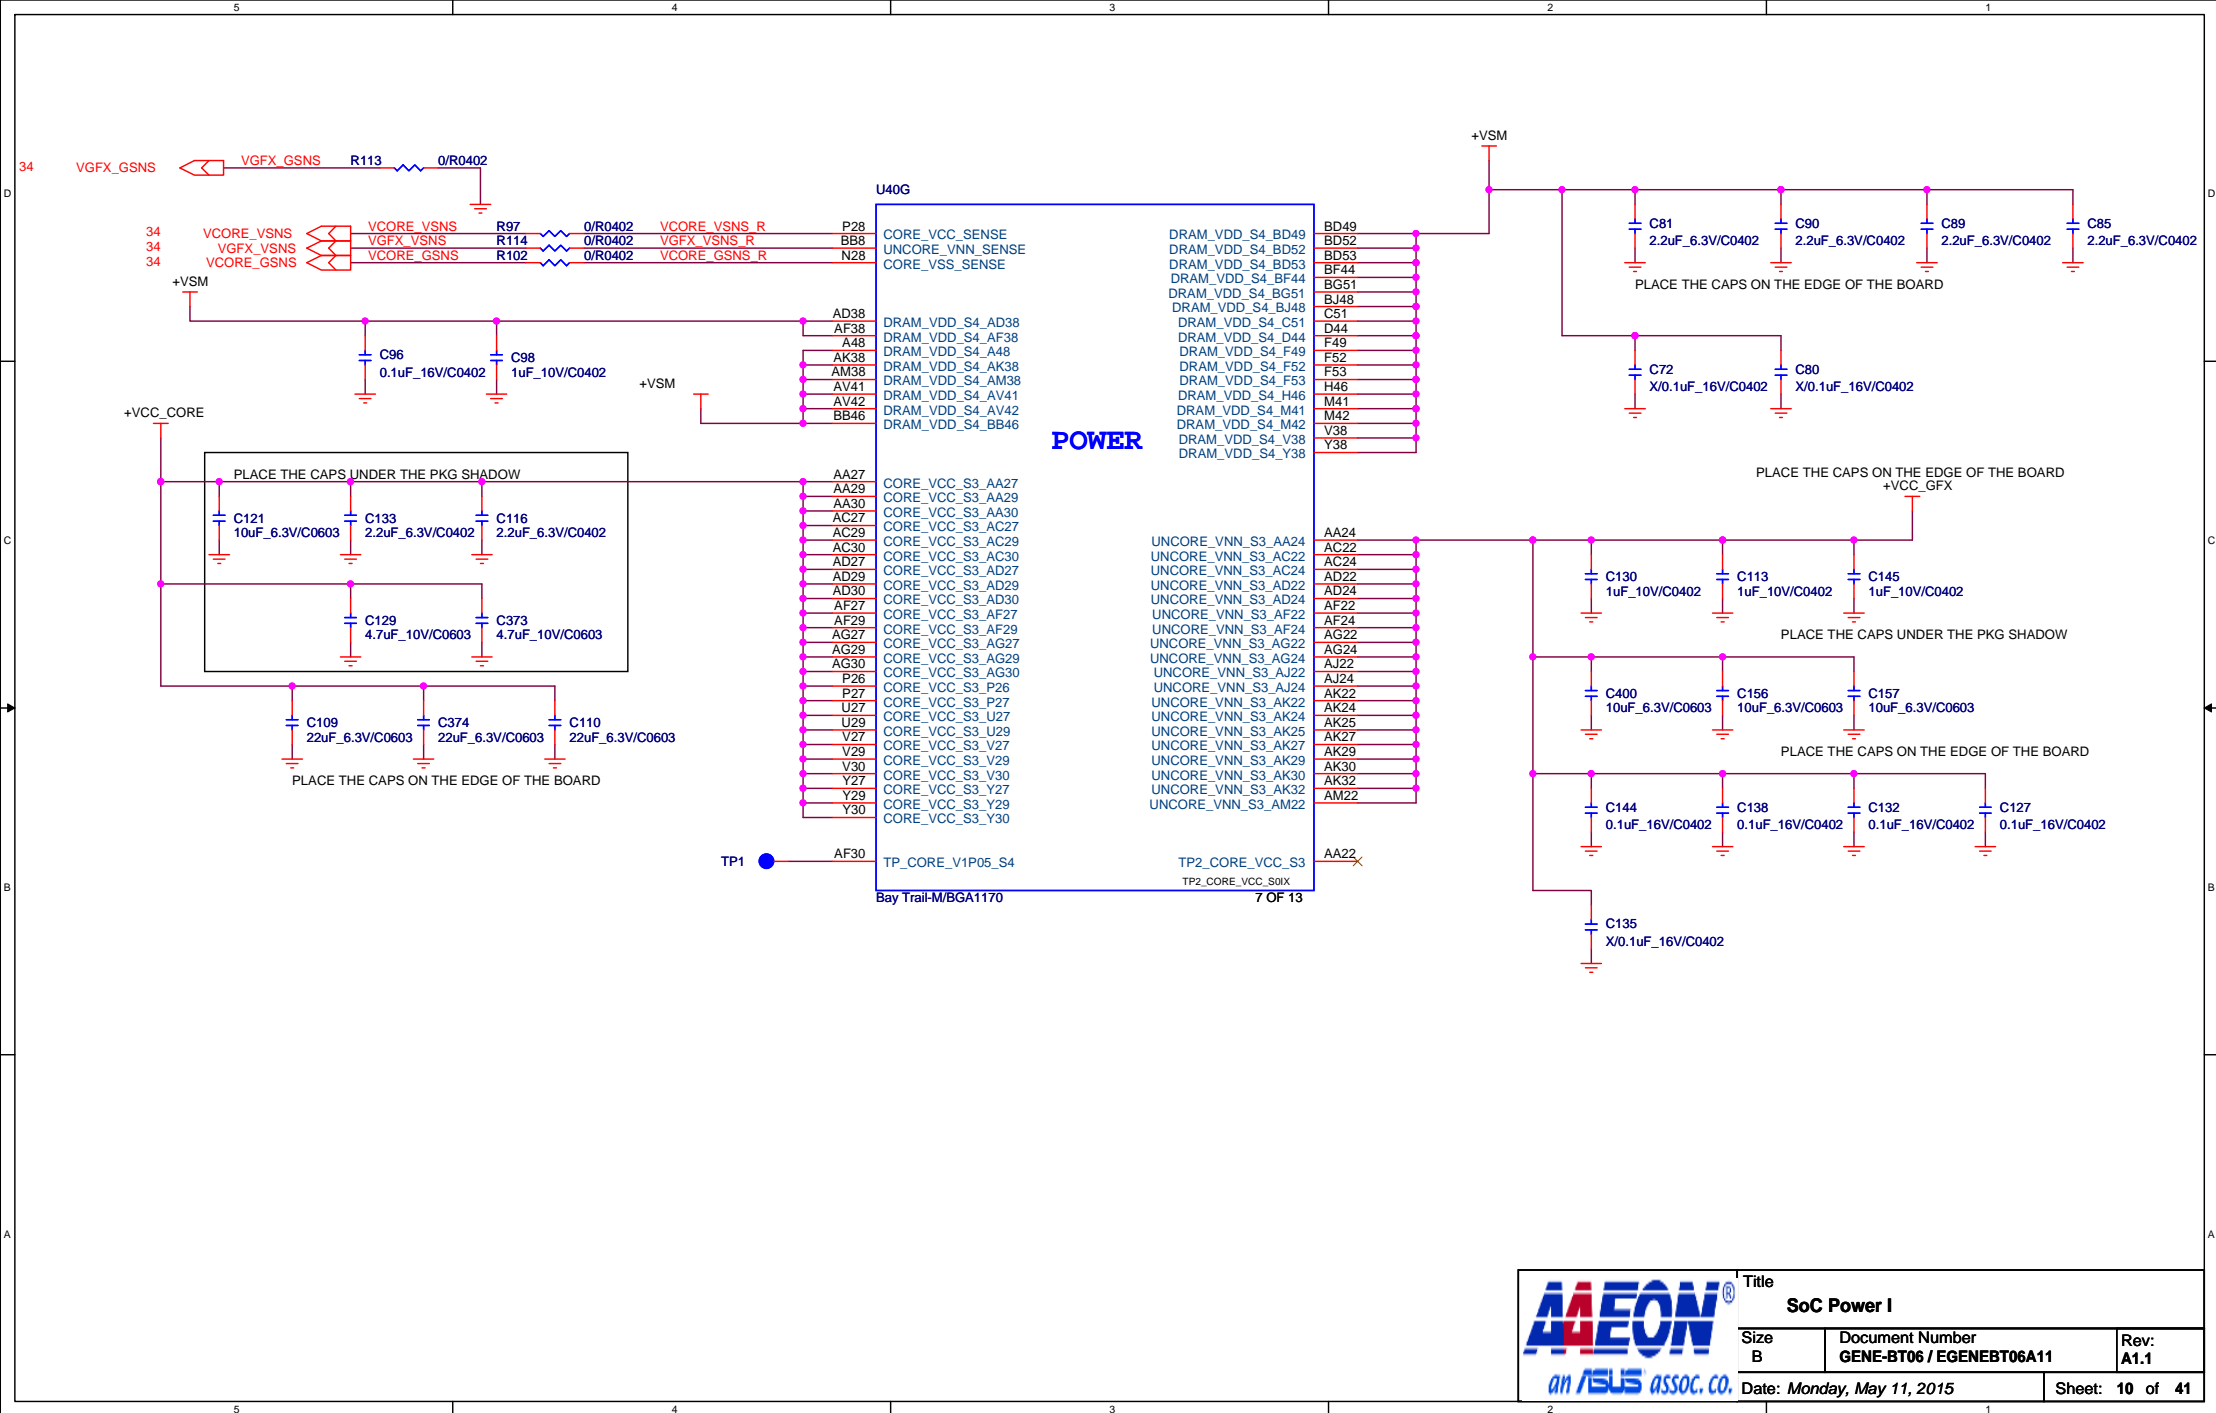 5 4 3 2 1
+VSM
34 VGFX_GSNS VGFX_GSNS R113 0/R0402
D D
U40G
34 VCORE_VSNS VCORE_VSNS R97 0/R0402 VCORE_VSNS_R P28 CORE_VCC_SENSE
34 VGFX_VSNS VGFX_VSNS R114 0/R0402 VGFX_VSNS_R BB8 UNCORE_VNN_SENSE
34 VCORE_GSNS VCORE_GSNS R102 0/R0402 VCORE_GSNS_R N28 CORE_VSS_SENSE
+VSM
AD38 DRAM_VDD_S4_AD38
AF38 DRAM_VDD_S4_AF38
A48 DRAM_VDD_S4_A48
AK38 DRAM_VDD_S4_AK38
AM38 DRAM_VDD_S4_AM38
AV41 DRAM_VDD_S4_AV41
AV42 DRAM_VDD_S4_AV42
BB46 DRAM_VDD_S4_BB46
C96 C98
0.1uF_16V/C0402 1uF_10V/C0402
+VSM
+VCC_CORE
DRAM_VDD_S4_BD49 BD49
DRAM_VDD_S4_BD52 BD52
DRAM_VDD_S4_BD53 BD53
DRAM_VDD_S4_BF44 BF44
DRAM_VDD_S4_BG51 BG51
DRAM_VDD_S4_BJ48 BJ48
DRAM_VDD_S4_C51 C51
DRAM_VDD_S4_D44 D44
DRAM_VDD_S4_F49 F49
DRAM_VDD_S4_F52 F52
DRAM_VDD_S4_F53 F53
DRAM_VDD_S4_H46 H46
DRAM_VDD_S4_M41 M41
DRAM_VDD_S4_M42 M42
DRAM_VDD_S4_V38 V38
DRAM_VDD_S4_Y38 Y38
C81 C90 C89 C85
2.2uF_6.3V/C0402 2.2uF_6.3V/C0402 2.2uF_6.3V/C0402 2.2uF_6.3V/C0402
PLACE THE CAPS ON THE EDGE OF THE BOARD
C72 C80
X/0.1uF_16V/C0402 X/0.1uF_16V/C0402
POWER
PLACE THE CAPS UNDER THE PKG SHADOW
C121 C133 C116
10uF_6.3V/C0603 2.2uF_6.3V/C0402 2.2uF_6.3V/C0402
C129 C373
4.7uF_10V/C0603 4.7uF_10V/C0603
C109 C374 C110
22uF_6.3V/C0603 22uF_6.3V/C0603 22uF_6.3V/C0603
PLACE THE CAPS ON THE EDGE OF THE BOARD
AA27 CORE_VCC_S3_AA27
AA29 CORE_VCC_S3_AA29
AA30 CORE_VCC_S3_AA30
AC27 CORE_VCC_S3_AC27
AC29 CORE_VCC_S3_AC29
AC30 CORE_VCC_S3_AC30
AD27 CORE_VCC_S3_AD27
AD29 CORE_VCC_S3_AD29
AD30 CORE_VCC_S3_AD30
AF27 CORE_VCC_S3_AF27
AF29 CORE_VCC_S3_AF29
AG27 CORE_VCC_S3_AG27
AG29 CORE_VCC_S3_AG29
AG30 CORE_VCC_S3_AG30
P26 CORE_VCC_S3_P26
P27 CORE_VCC_S3_P27
U27 CORE_VCC_S3_U27
U29 CORE_VCC_S3_U29
V27 CORE_VCC_S3_V27
V29 CORE_VCC_S3_V29
V30 CORE_VCC_S3_V30
Y27 CORE_VCC_S3_Y27
Y29 CORE_VCC_S3_Y29
Y30 CORE_VCC_S3_Y30
C C
PLACE THE CAPS ON THE EDGE OF THE BOARD
+VCC_GFX
UNCORE_VNN_S3_AA24 AA24
UNCORE_VNN_S3_AC22 AC22
UNCORE_VNN_S3_AC24 AC24
UNCORE_VNN_S3_AD22 AD22
UNCORE_VNN_S3_AD24 AD24
UNCORE_VNN_S3_AF22 AF22
UNCORE_VNN_S3_AF24 AF24
UNCORE_VNN_S3_AG22 AG22
UNCORE_VNN_S3_AG24 AG24
UNCORE_VNN_S3_AJ22 AJ22
UNCORE_VNN_S3_AJ24 AJ24
UNCORE_VNN_S3_AK22 AK22
UNCORE_VNN_S3_AK24 AK24
UNCORE_VNN_S3_AK25 AK25
UNCORE_VNN_S3_AK27 AK27
UNCORE_VNN_S3_AK29 AK29
UNCORE_VNN_S3_AK30 AK30
UNCORE_VNN_S3_AK32 AK32
UNCORE_VNN_S3_AM22 AM22
C130 C113 C145
1uF_10V/C0402 1uF_10V/C0402 1uF_10V/C0402
PLACE THE CAPS UNDER THE PKG SHADOW
C400 C156 C157
10uF_6.3V/C0603 10uF_6.3V/C0603 10uF_6.3V/C0603
PLACE THE CAPS ON THE EDGE OF THE BOARD
C144 C138 C132 C127
0.1uF_16V/C0402 0.1uF_16V/C0402 0.1uF_16V/C0402 0.1uF_16V/C0402
TP1 AF30 TP_CORE_V1P05_S4
TP2_CORE_VCC_S3 AA22
TP2_CORE_VCC_S0IX
B B
Bay Trail-M/BGA1170 7 OF 13
C135
X/0.1uF_16V/C0402
A A
AAEON®
an ASUS assoc. co.
Title
SoC Power I
Size
B
Document Number
GENE-BT06 / EGENEBT06A11
Rev:
A1.1
Date: Monday, May 11, 2015 Sheet: 10 of 41
5 4 3 2 1